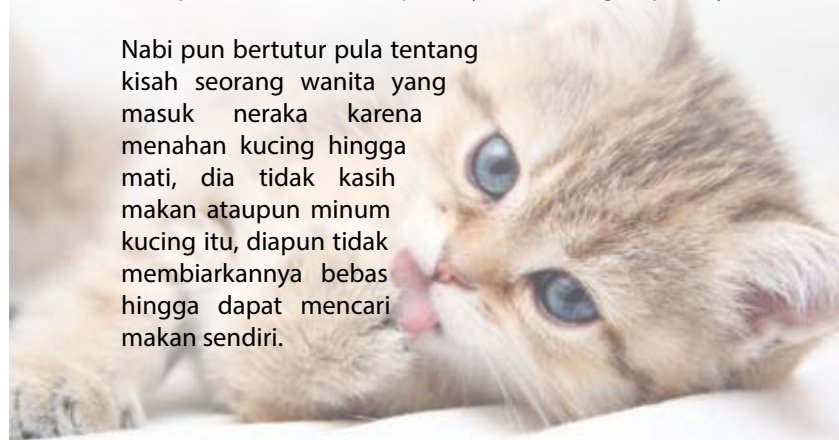 Nabi pun bertutur pula tentang
kisah seorang wanita yang
masuk neraka karena
menahan kucing hingga
mati, dia tidak kasih
makan ataupun minum
kucing itu, diapun tidak
membiarkannya bebas
hingga dapat mencari
makan sendiri.